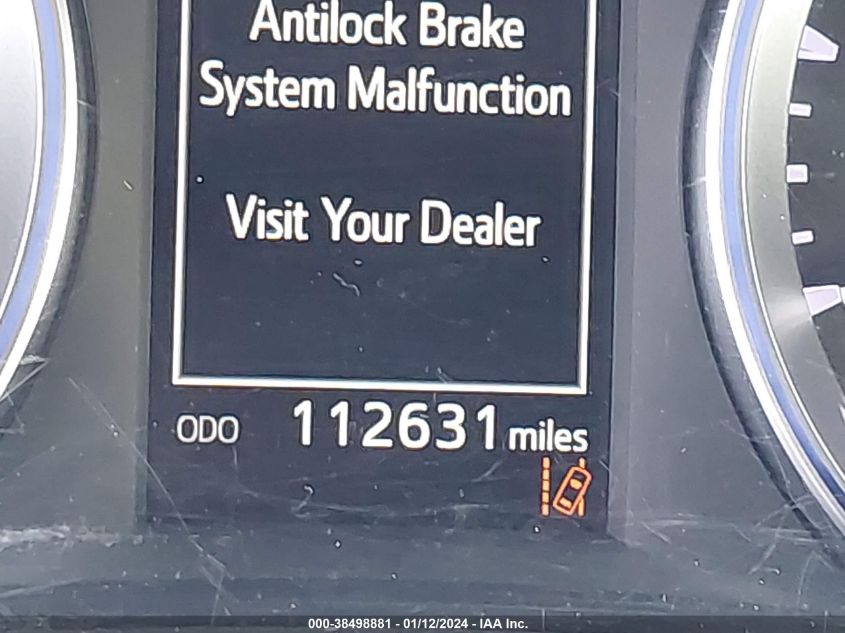 Antilock Brake
System Malfunction
Visit Your Dealer
ODO 112631 miles
000-38498881 - 01/12/2024 - IAA Inc.